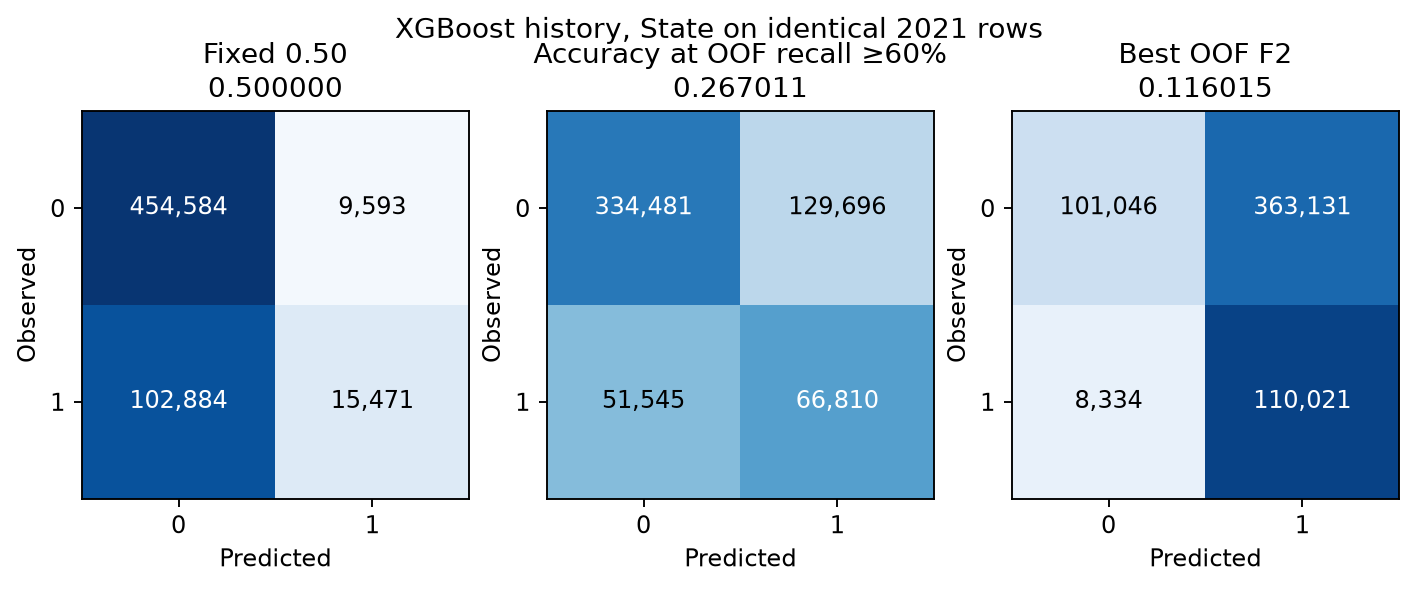 XGBoost history, State on identical 2021 rows
Fixed 0.50
0.500000
Observed
0
1
454,584
9,593
102,884
15,471
0
1
Predicted
Accuracy at OOF recall ≥60%
0.267011
Observed
0
1
334,481
129,696
51,545
66,810
0
1
Predicted
Best OOF F2
0.116015
Observed
0
1
101,046
363,131
8,334
110,021
0
1
Predicted